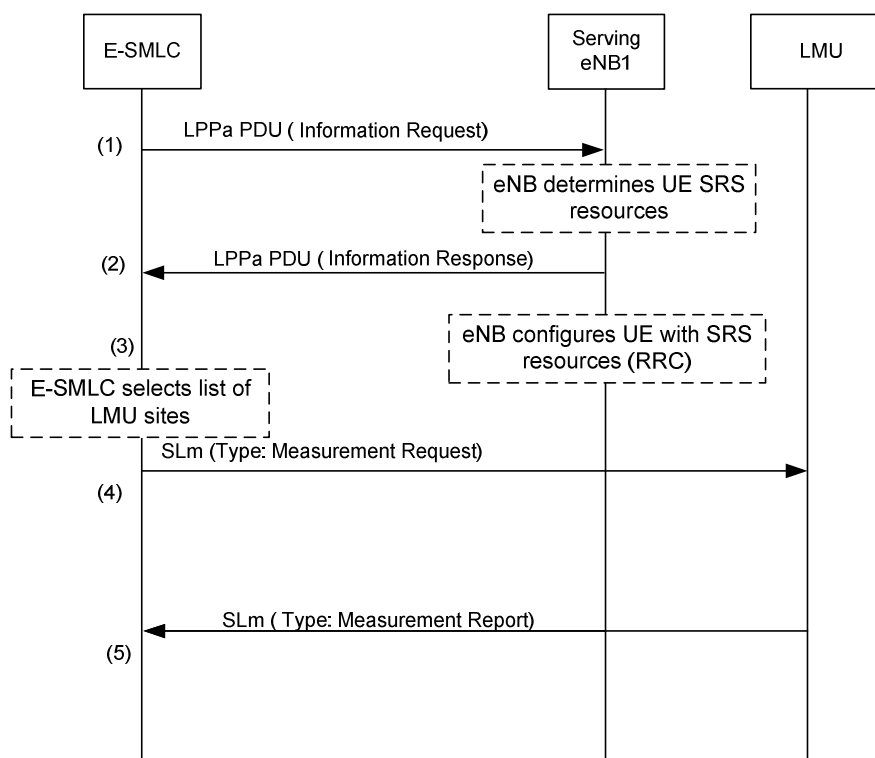 E-SMLC
Serving
eNB1
LMU
(1)
LPPa PDU ( Information Request)
eNB determines UE SRS
resources
(2)
LPPa PDU ( Information Response)
eNB configures UE with SRS
resources (RRC)
(3)
E-SMLC selects list of
LMU sites
SLm (Type: Measurement Request)
(4)
SLm ( Type: Measurement Report)
(5)